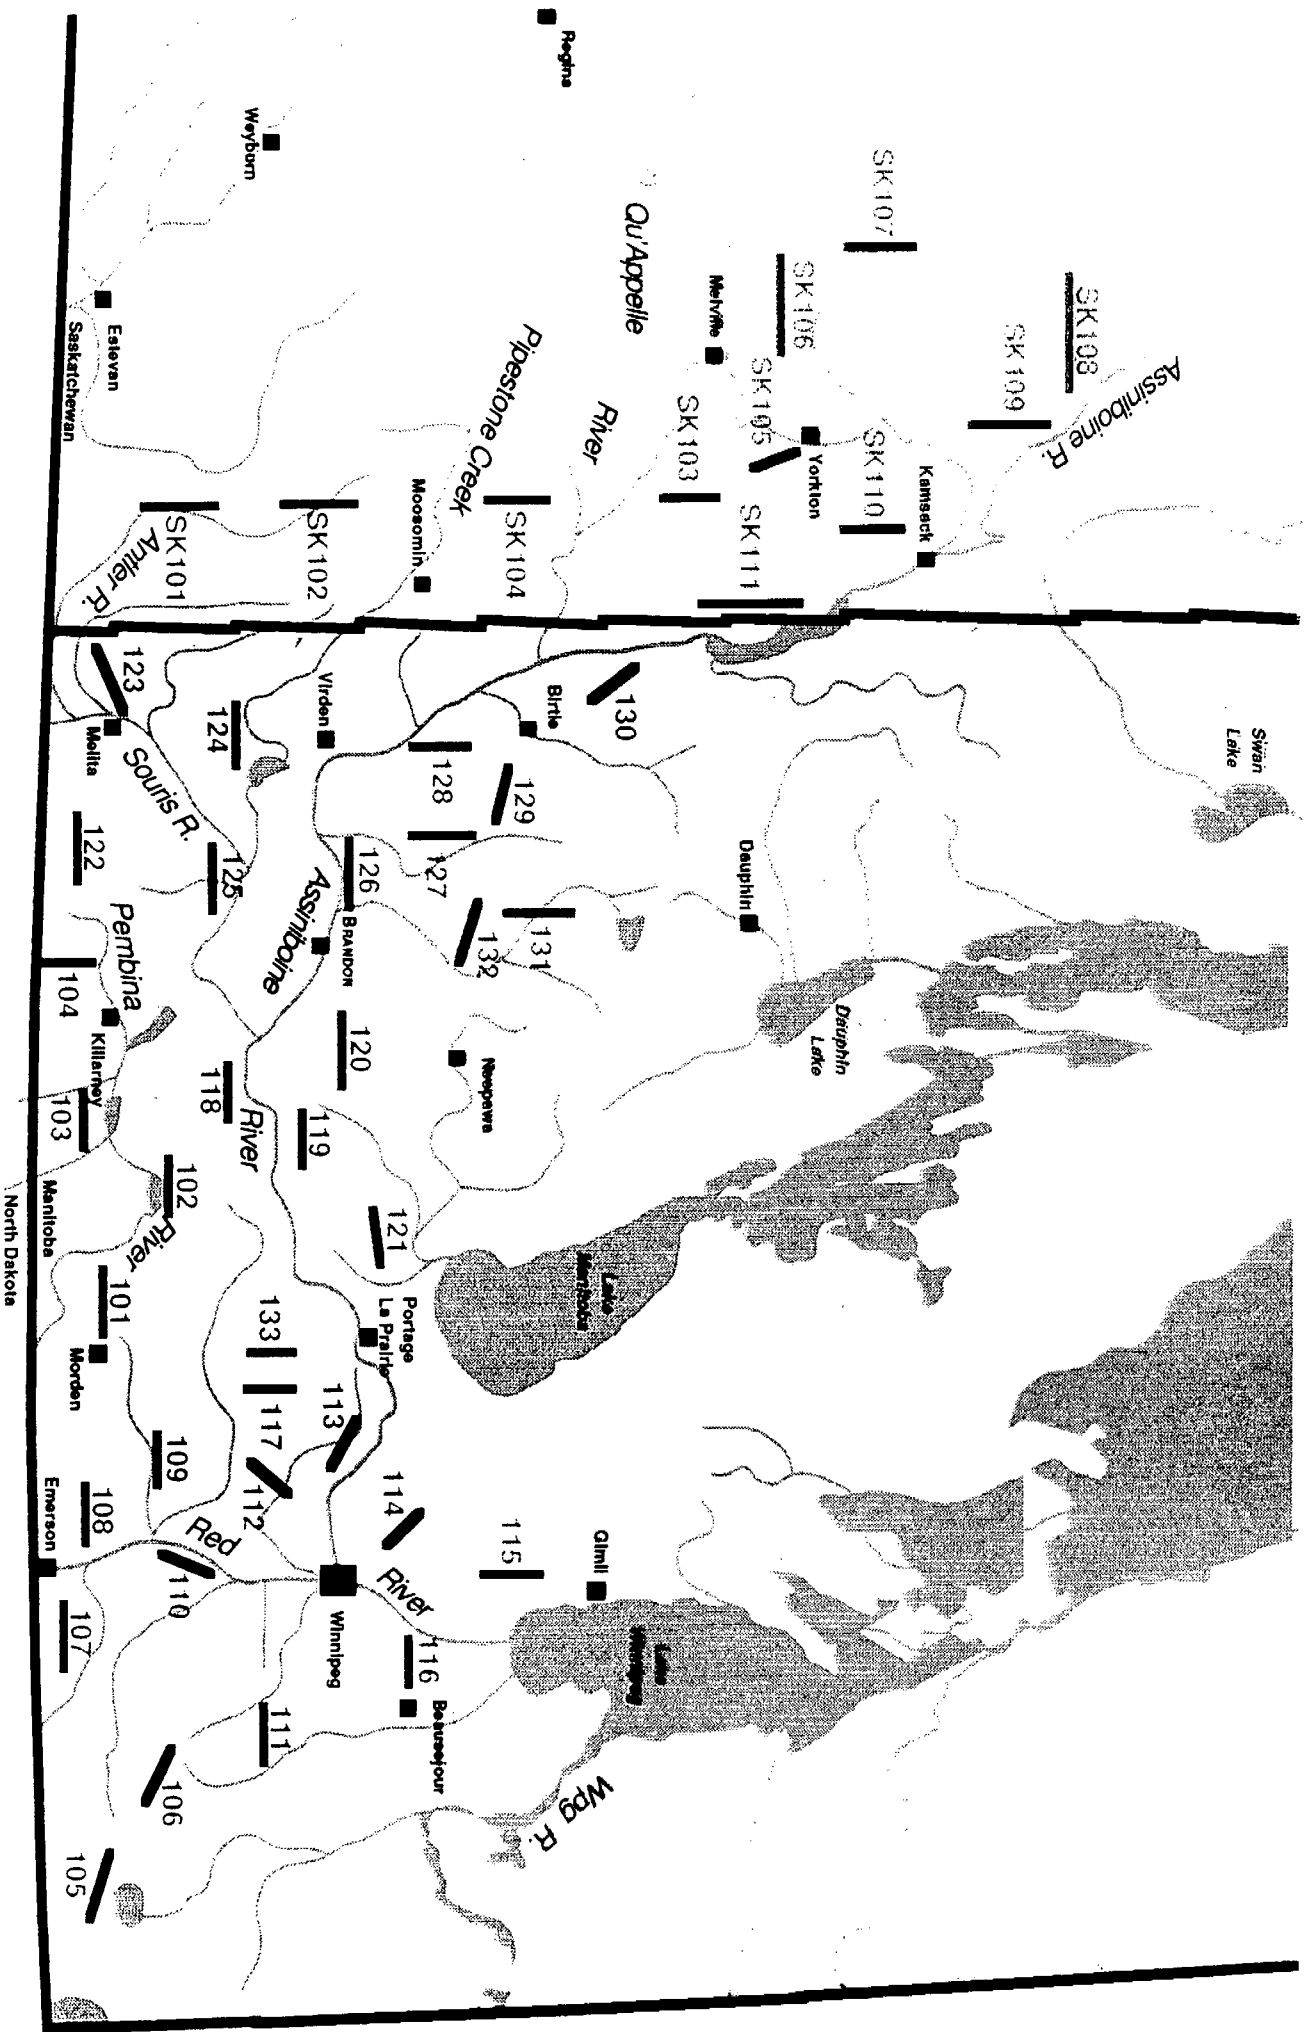 Regina
Weyburn
Estevan
Saskatchewan
Qu'Appelle
River
Pipestone Creek
Moosomin
Melville
Yorkton
Kamsack
Assiniboine R.
Antler R.
SK107
SK106
SK108
SK109
SK105
SK103
SK110
SK111
SK104
SK102
SK101
Swan
Lake
Birtle
Virden
Melita
Souris R.
Dauphin
Dauphin
Lake
Assiniboine
River
BRANDON
Neepawa
Pembina
River
Killarney
Manitoba
North Dakota
Lake
Manitoba
Portage
La Prairie
Morden
Emerson
Red
River
Winnipeg
Gimli
Lake
Winnipeg
Beausejour
Wpg R.
130
123
124
128
129
122
125
126
127
131
132
104
120
118
119
103
102
121
101
133
117
113
109
108
112
114
115
110
107
116
111
106
105